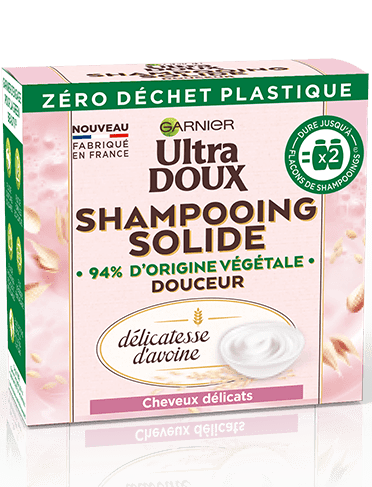 ZÉRO DÉCHET PLASTIQUE
NOUVEAU
FABRIQUÉ
EN FRANCE
GARNIER
Ultra
DOUX
DURE JUSQU'À
x2
FLACONS DE SHAMPOOINGS
SHAMPOOING
SOLIDE
• 94% D'ORIGINE VÉGÉTALE •
DOUCEUR
délicatesse
d'avoine
Cheveux délicats